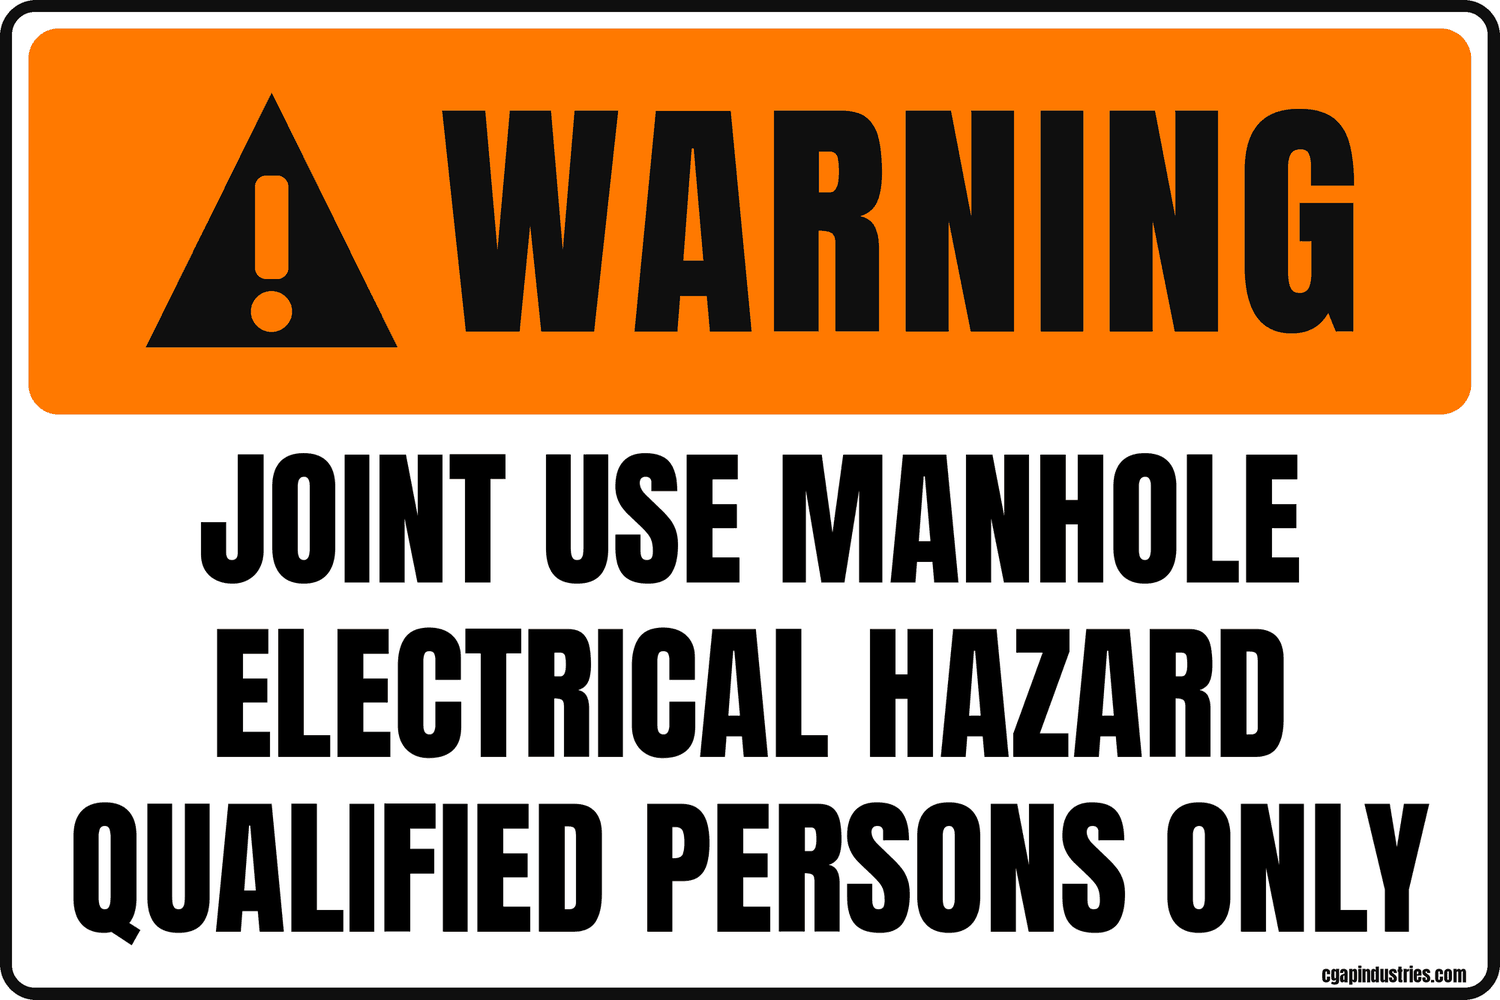 WARNING
JOINT USE MANHOLE
ELECTRICAL HAZARD
QUALIFIED PERSONS ONLY
cgapindustries.com